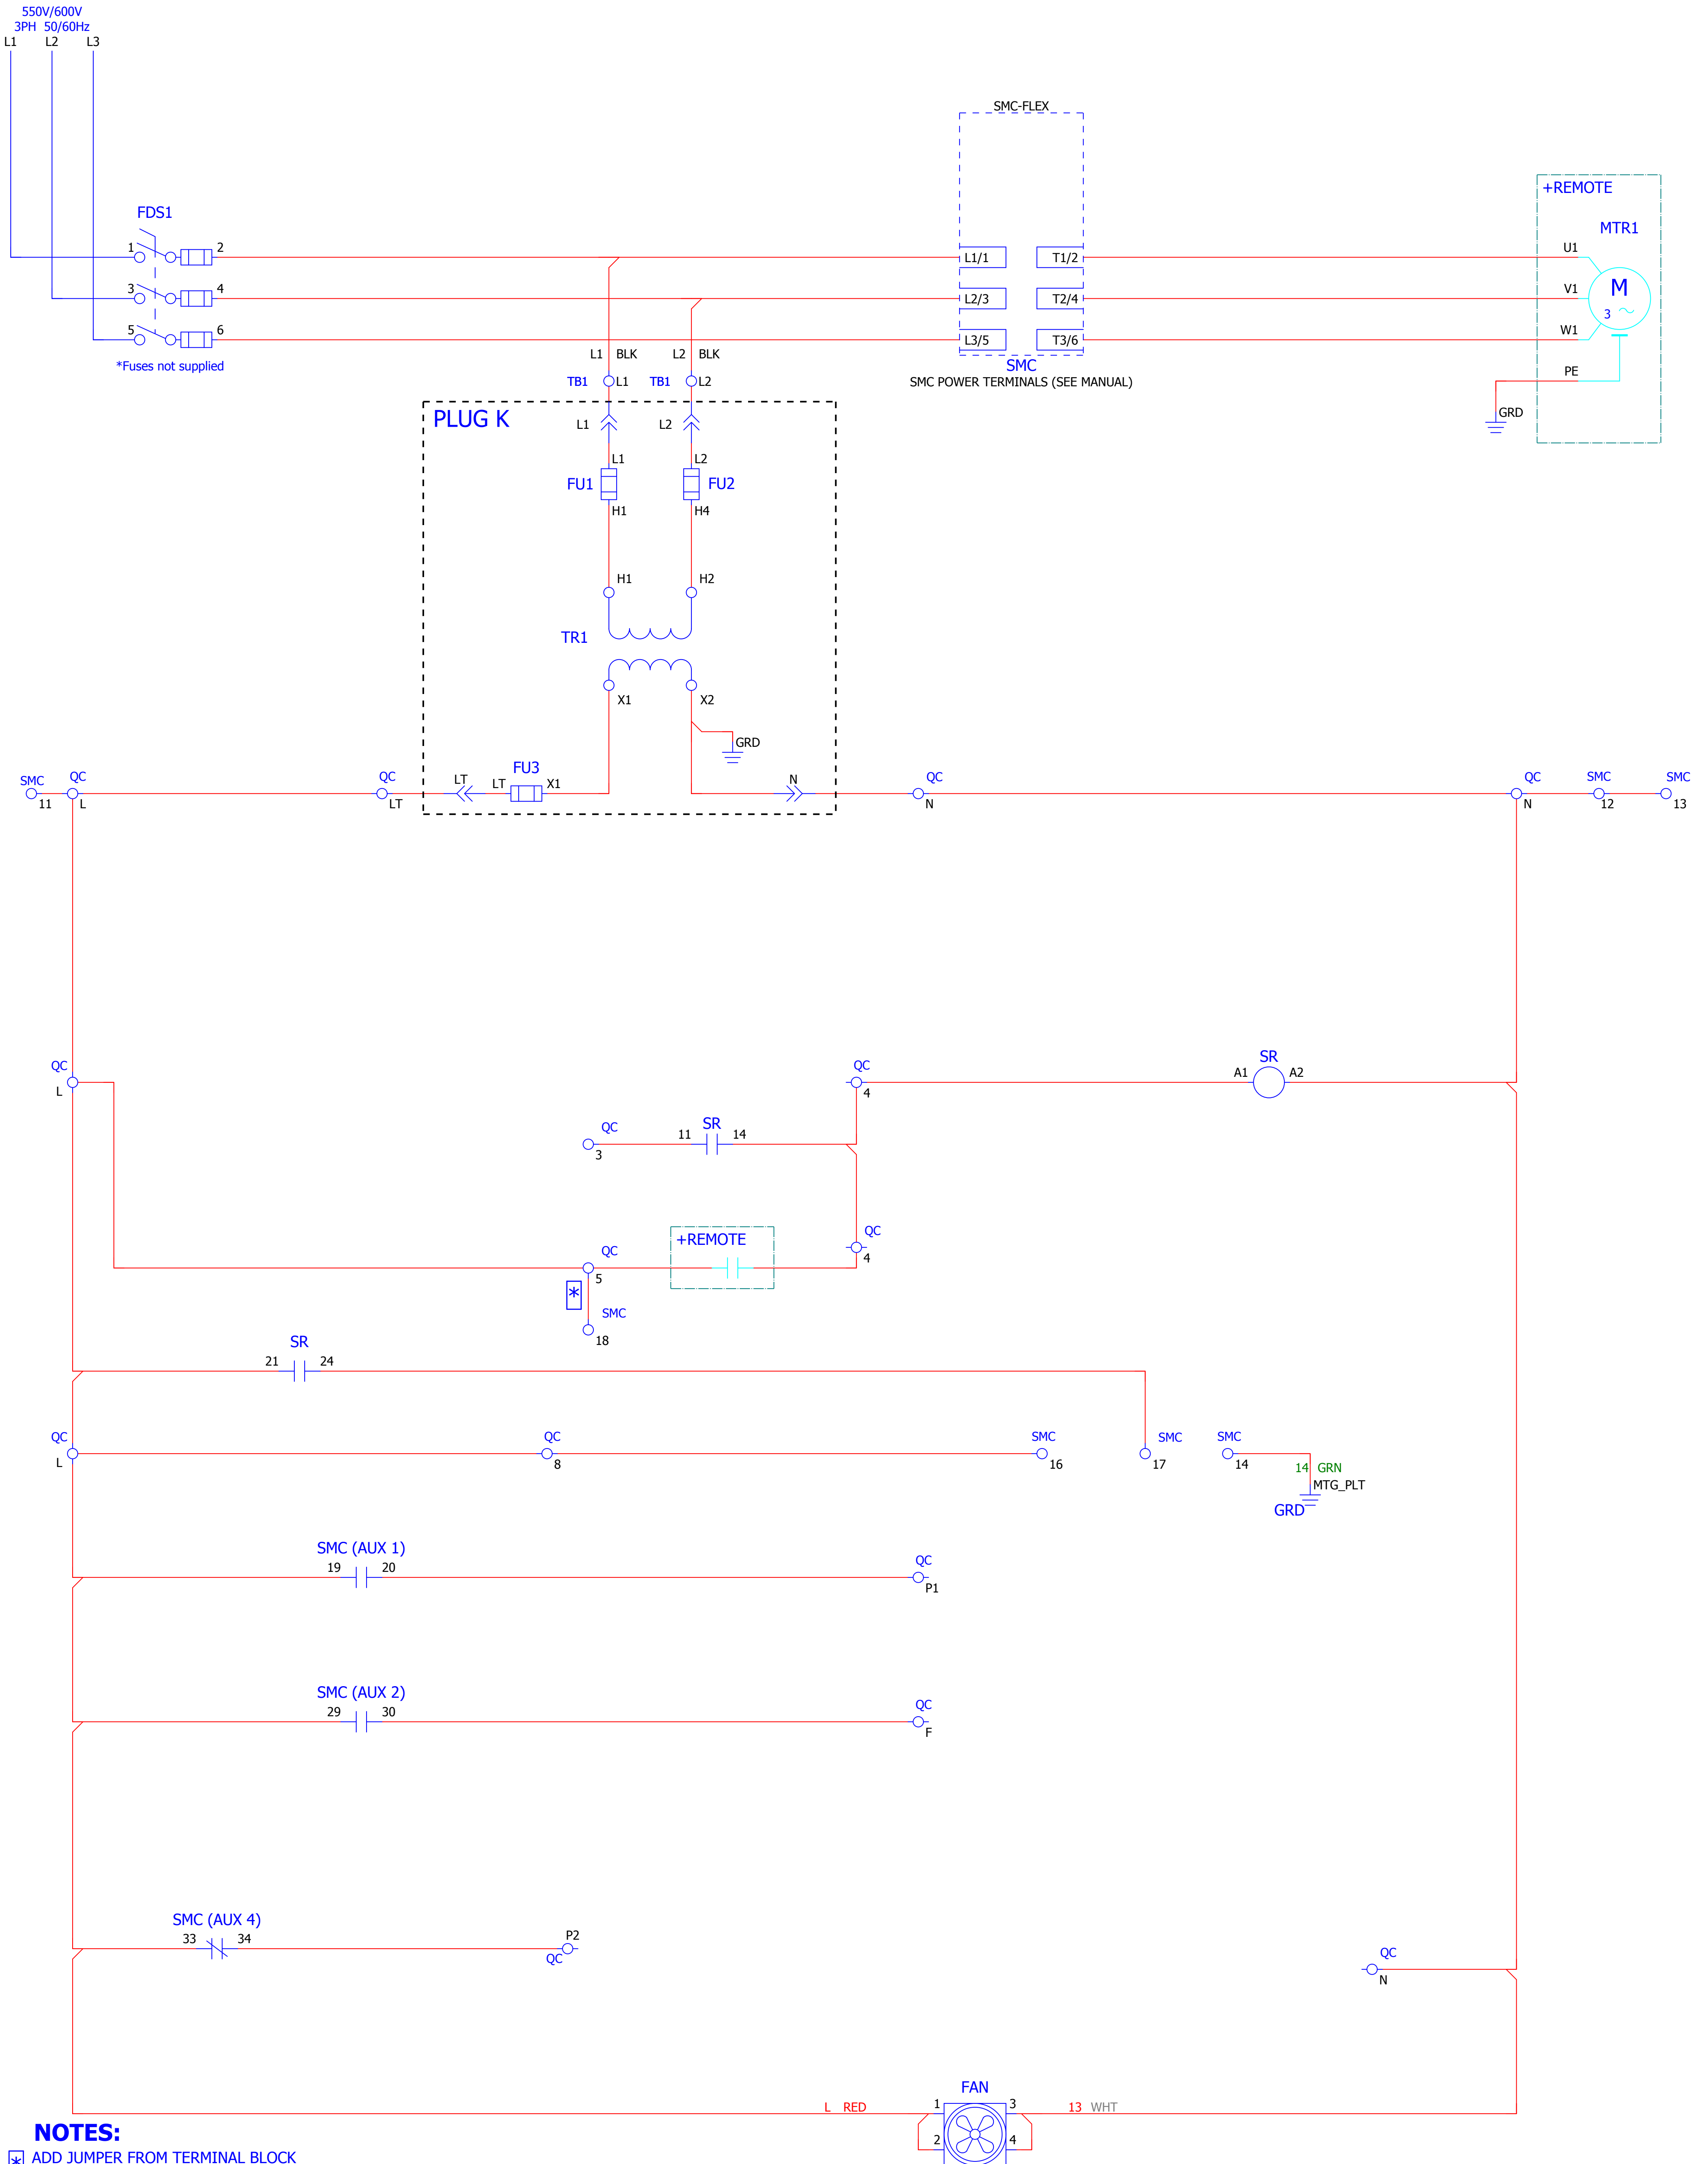 550V/600V
3PH 50/60Hz
L1 L2 L3
SMC-FLEX
+REMOTE
MTR1
FDS1
1 2
L1/1 T1/2
U1
3 4
L2/3 T2/4
V1
M
3
5 6
L3/5 T3/6
W1
*Fuses not supplied
L1 BLK L2 BLK
SMC
SMC POWER TERMINALS (SEE MANUAL)
PE
TB1 L1 TB1 L2
GRD
PLUG K
L1 L2
L1 L2
FU1 FU2
H1 H4
H1 H2
TR1
X1 X2
GRD
SMC QC QC LT LT FU3 X1 N QC QC SMC SMC
11 L LT N N 12 13
QC QC SR
L 4 A1 A2
QC 11 SR 14
3
QC
4
+REMOTE
QC
5
*
SMC
18
SR
21 24
QC QC SMC SMC SMC
L 8 16 17 14
14 GRN
MTG_PLT
GRD
SMC (AUX 1)
19 20
QC
P1
SMC (AUX 2)
29 30
QC
F
SMC (AUX 4)
33 34
P2
QC
QC
N
FAN
L RED 1 3 13 WHT
2 4
NOTES:
* ADD JUMPER FROM TERMINAL BLOCK